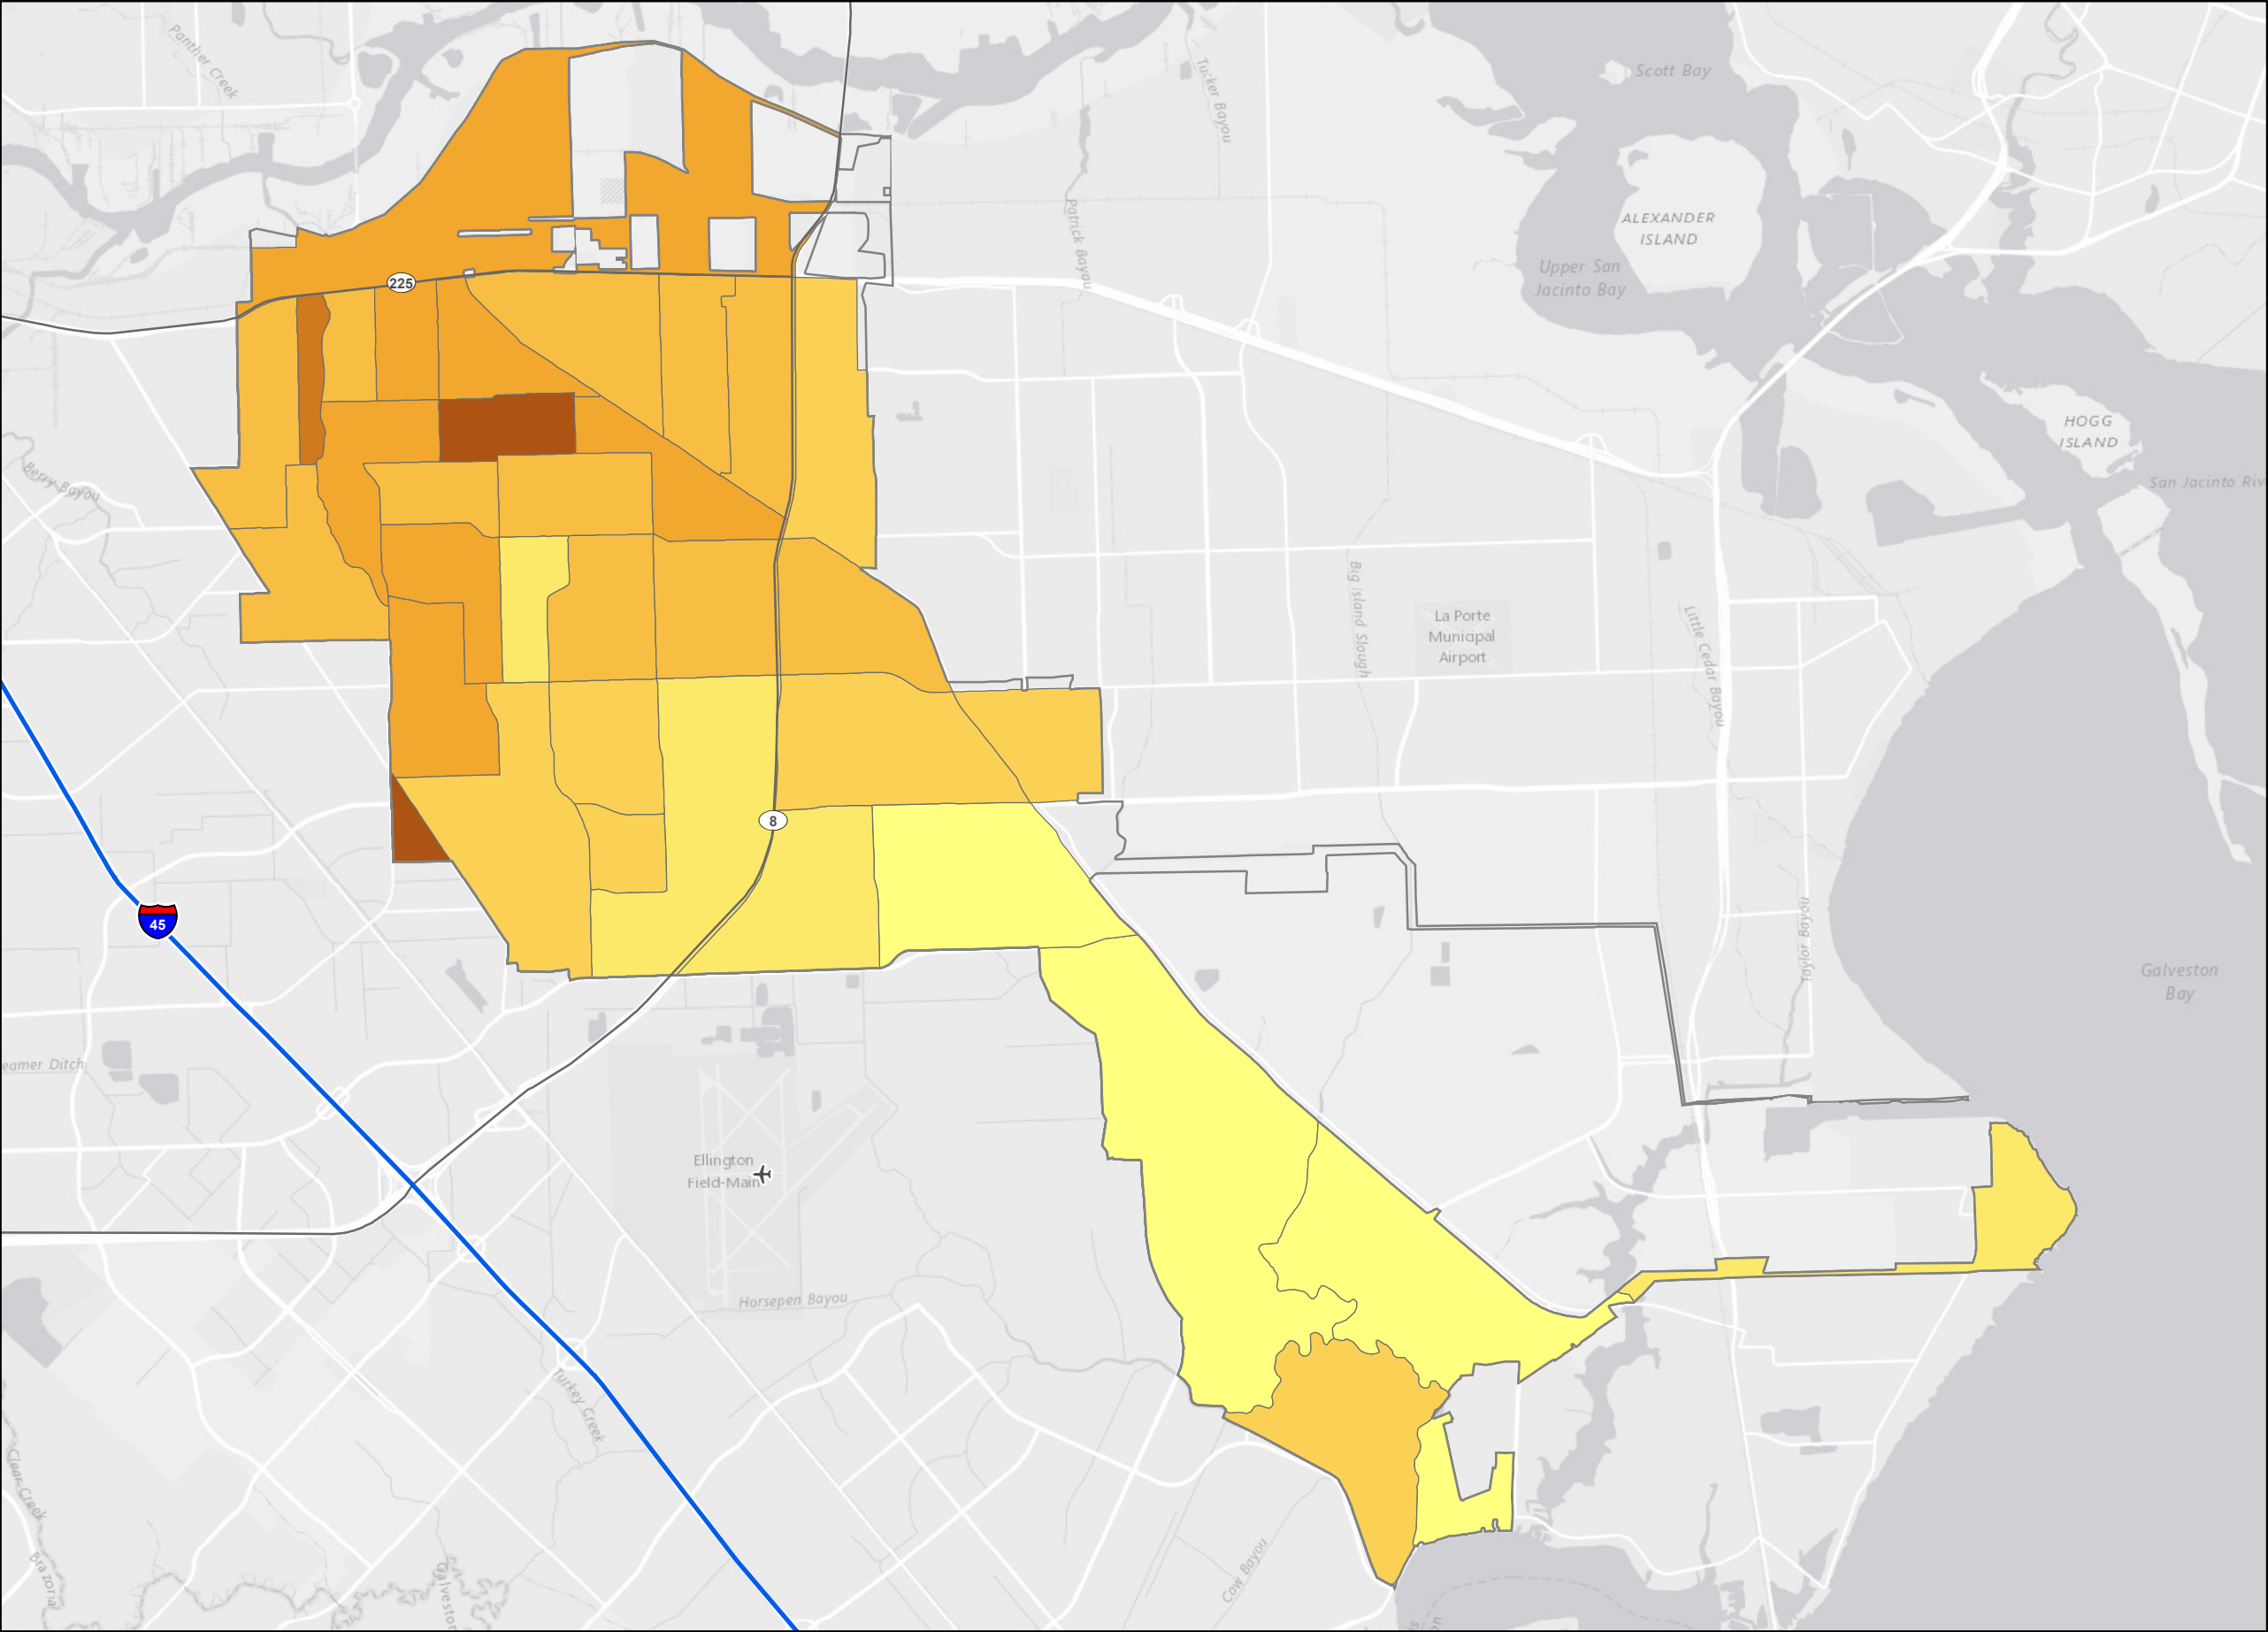 Panther Creek
Tucker Bayou
Scott Bay
Patrick Bayou
ALEXANDER
ISLAND
Upper San
Jacinto Bay
225
HOGG
ISLAND
Berry Bayou
San Jacinto Riv
Big Island Slough
La Porte
Municipal
Airport
Little Cedar Bayou
8
45
Taylor Bayou
Galveston
Bay
eamer Ditch
Ellington
Field-Main
Horsepen Bayou
Turkey Creek
Clear Creek
Brazoria
Galveston
Cow Bayou